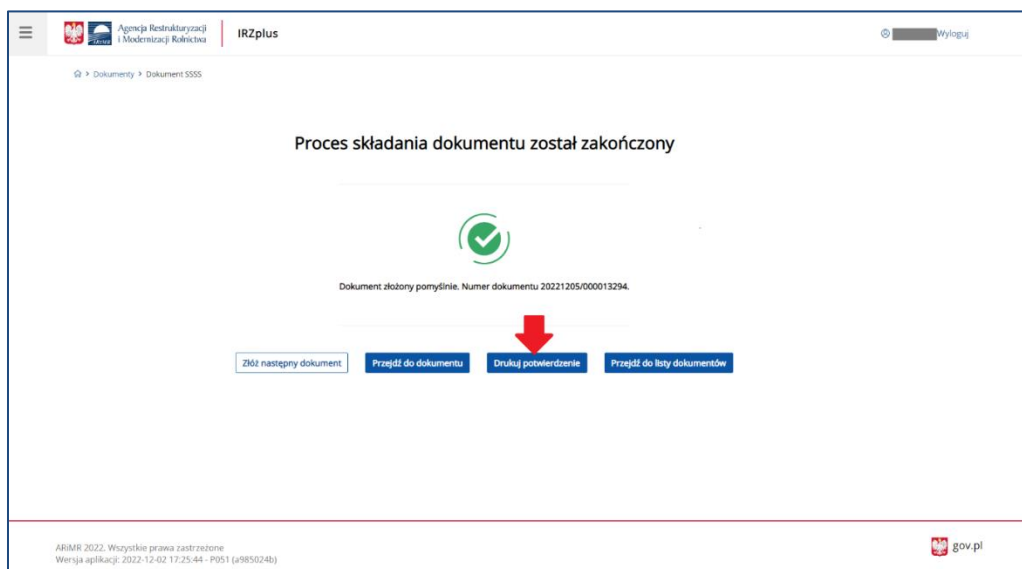 Agencja Restrukturyzacji
i Modernizacji Rolnictwa
IRZplus
Wyloguj
> Dokumenty > Dokument SSSS
Proces składania dokumentu został zakończony
Dokument złożony pomyślnie. Numer dokumentu 20221205/000013294.
Złóż następny dokument
Przejdź do dokumentu
Drukuj potwierdzenie
Przejdź do listy dokumentów
ARiMR 2022. Wszystkie prawa zastrzeżone
Wersja aplikacji: 2022-12-02 17:25:44 - P051 (a985024b)
gov.pl